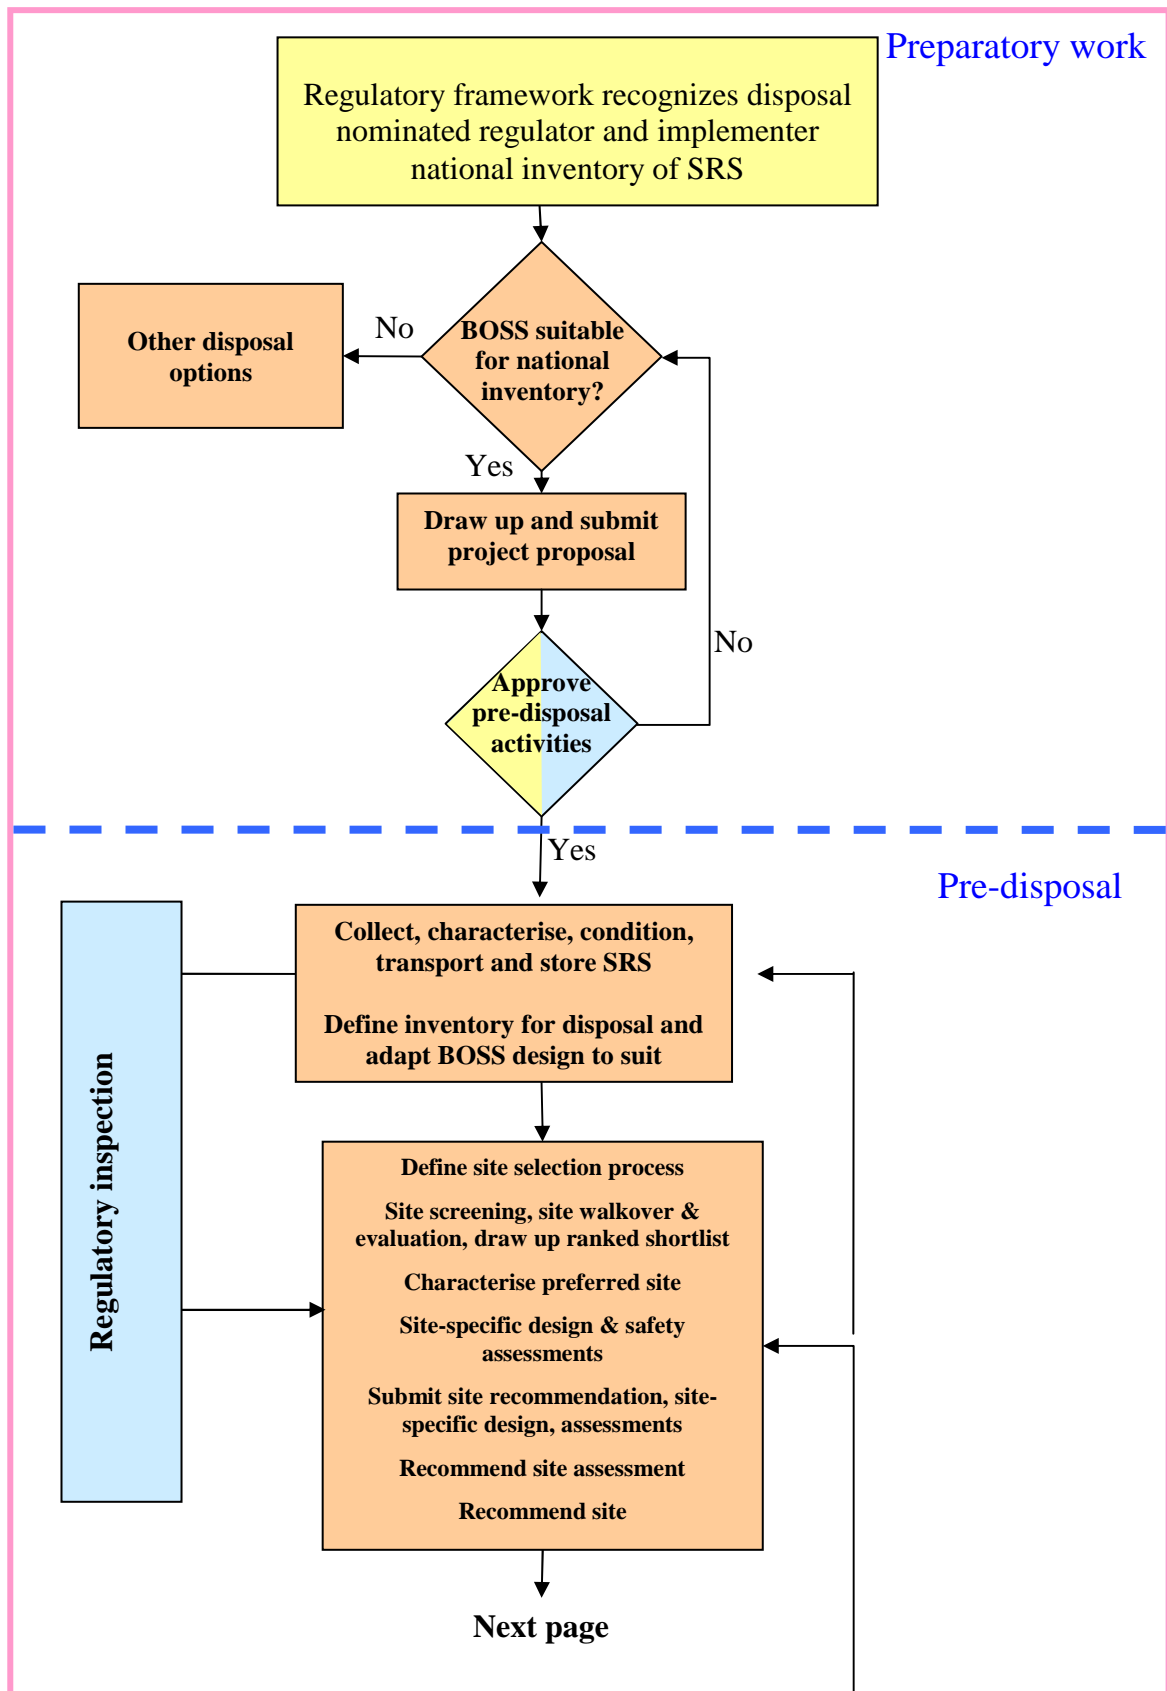 Preparatory work
Regulatory framework recognizes disposal
nominated regulator and implementer
national inventory of SRS
No
BOSS suitable
for national
inventory?
Other disposal
options
Yes
Draw up and submit
project proposal
No
Approve
pre-disposal
activities
Yes
Pre-disposal
Collect, characterise, condition,
transport and store SRS
Define inventory for disposal and
adapt BOSS design to suit
Regulatory inspection
Define site selection process
Site screening, site walkover &
evaluation, draw up ranked shortlist
Characterise preferred site
Site-specific design & safety
assessments
Submit site recommendation, site-
specific design, assessments
Recommend site assessment
Recommend site
Next page